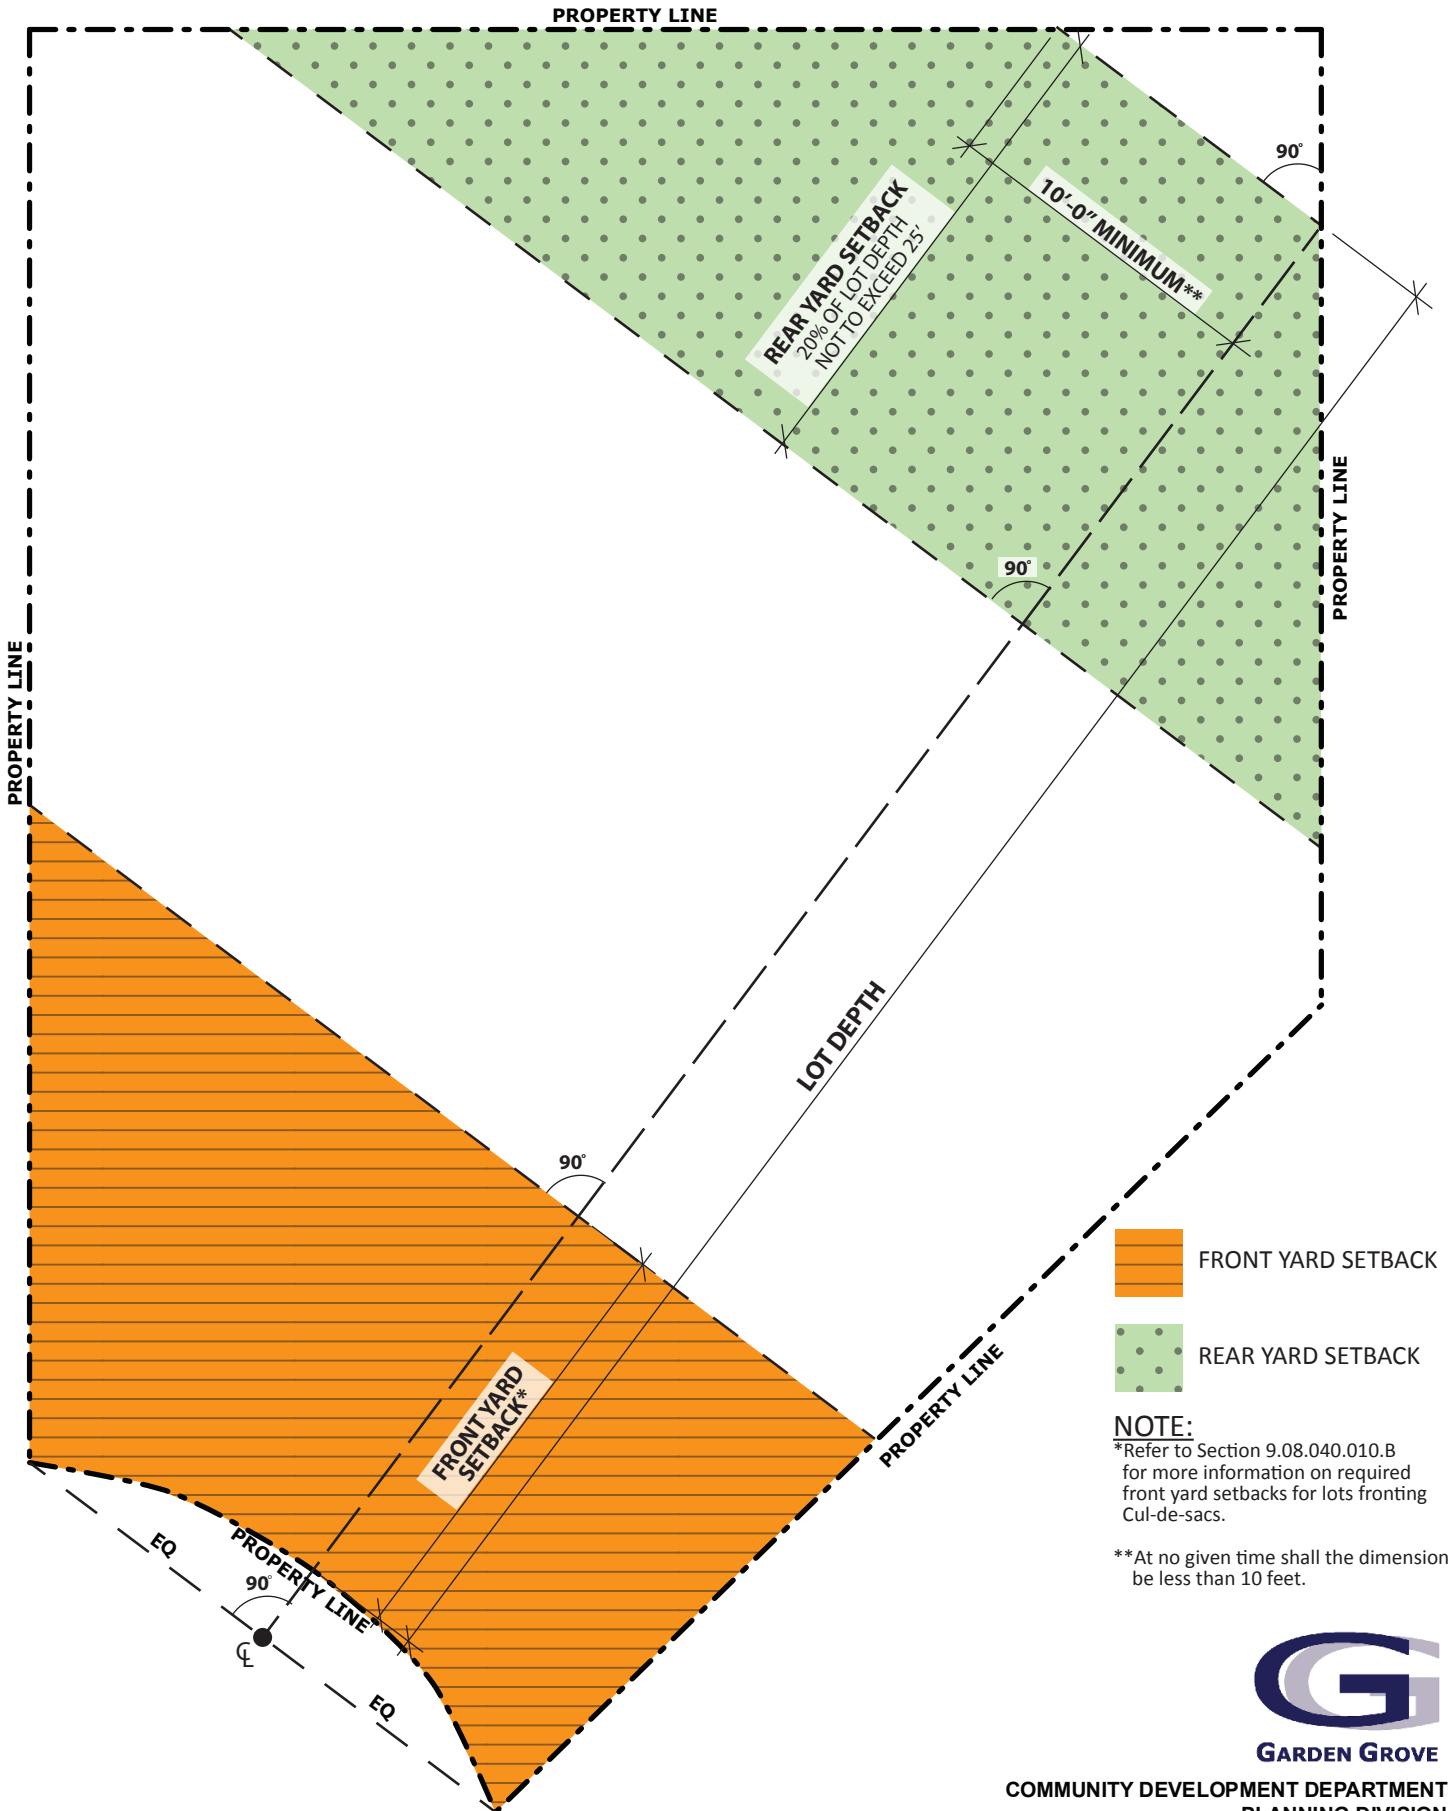 PROPERTY LINE
90°
10'-0" MINIMUM**
REAR YARD SETBACK
20% OF LOT DEPTH
NOT TO EXCEED 25'
PROPERTY LINE
90°
PROPERTY LINE
LOT DEPTH
90°
FRONT YARD
SETBACK*
PROPERTY LINE
EQ
PROPERTY LINE
90°
CL
EQ
FRONT YARD SETBACK
REAR YARD SETBACK
NOTE:
*Refer to Section 9.08.040.010.B
for more information on required
front yard setbacks for lots fronting
Cul-de-sacs.
**At no given time shall the dimension
be less than 10 feet.
GG
GARDEN GROVE
COMMUNITY DEVELOPMENT DEPARTMENT
PLANNING DIVISION